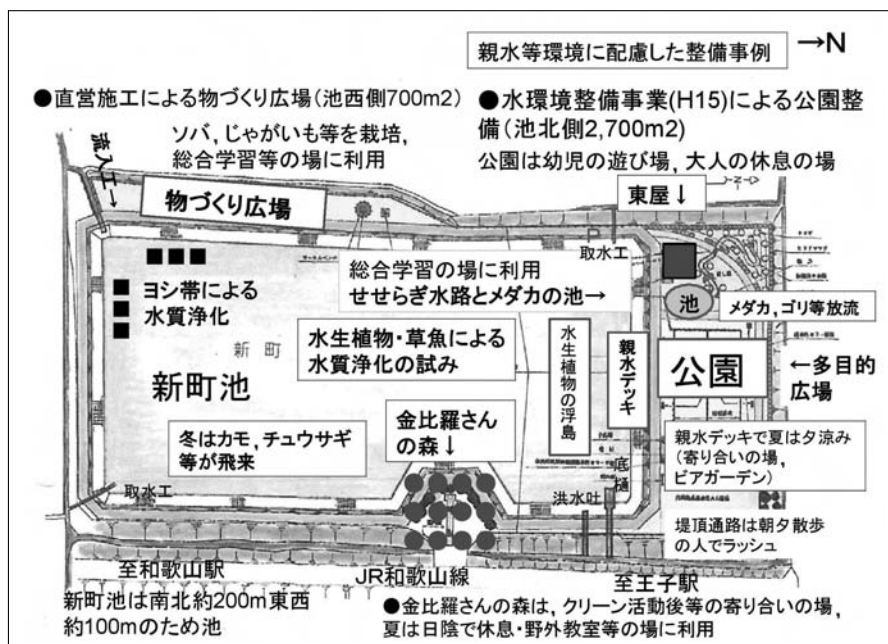 親水等環境に配慮した整備事例
→N
●直営施工による物づくり広場(池西側700m2)
ソバ,じゃがいも等を栽培,
総合学習等の場に利用
●水環境整備事業(H15)による公園整
備(池北側2,700m2)
公園は幼児の遊び場,大人の休息の場
流入工→
物づくり広場
東屋↓
取水工
ヨシ帯による
水質浄化
総合学習の場に利用
せせらぎ水路とメダカの池→
池
メダカ,ゴリ等放流
新町
水生植物・草魚による
水質浄化の試み
水生植物の浮島
親水デッキ
公園
←多目的
広場
新町池
金比羅さん
の森↓
冬はカモ,チュウサギ
等が飛来
親水デッキで夏は夕涼み
(寄り合いの場,
ビアガーデン)
底樋
取水工
洪水吐
堤頂通路は朝夕散歩
の人でラッシュ
至和歌山駅
JR和歌山線
至王子駅
新町池は南北約200m東西
約100mのため池
●金比羅さんの森は,クリーン活動後等の寄り合いの場,
夏は日陰で休息・野外教室等の場に利用